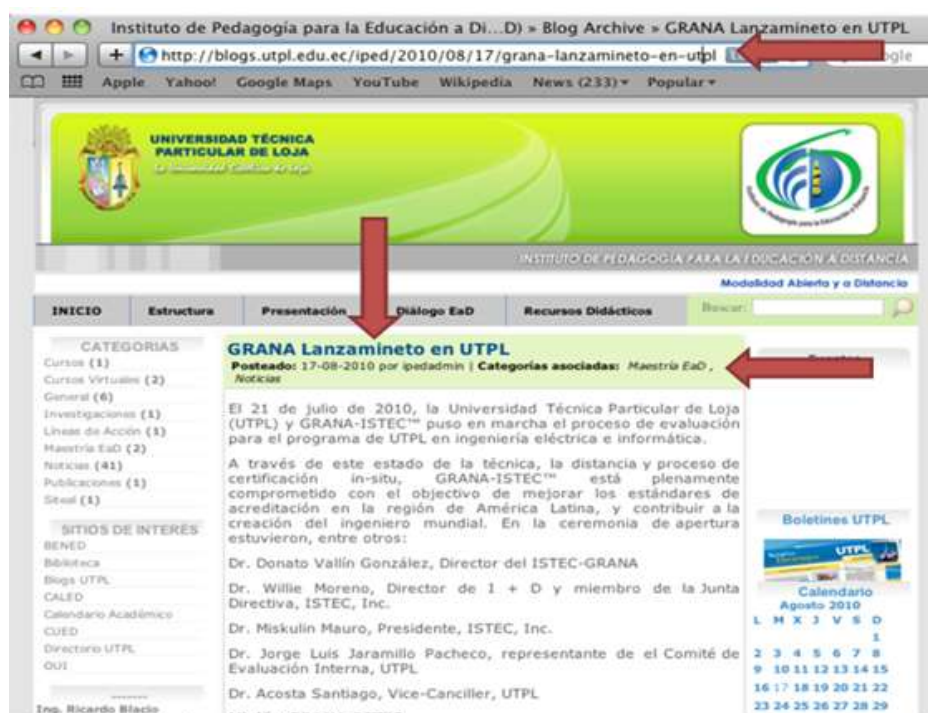 Instituto de Pedagogía para la Educación a Di...D) » Blog Archive » GRANA Lanzamineto en UTPL
http://blogs.utpl.edu.ec/iped/2010/08/17/grana-lanzamineto-en-utpl
Apple Yahoo! Google Maps YouTube Wikipedia News (233) Popular
UNIVERSIDAD TÉCNICA
PARTICULAR DE LOJA
La Universidad Católica de Loja
INSTITUTO DE PEDAGOGÍA PARA LA EDUCACIÓN A DISTANCIA
Modalidad Abierta y a Distancia
INICIO Estructura Presentación Diálogo EaD Recursos Didácticos Buscar:
CATEGORIAS
Cursos (1)
Cursos Virtuales (2)
General (6)
Investigaciones (1)
Líneas de Acción (1)
Maestría EaD (2)
Noticias (41)
Publicaciones (1)
Siteal (1)
SITIOS DE INTERÉS
BENED
Biblioteca
Blogs UTPL
CALED
Calendario Académico
CUED
Directorio UTPL
OUI
Ing. Ricardo Blacio
GRANA Lanzamineto en UTPL
Posteado: 17-08-2010 por ipedadmin | Categorías asociadas: Maestría EaD ,
Noticias
El 21 de julio de 2010, la Universidad Técnica Particular de Loja
(UTPL) y GRANA-ISTEC™ puso en marcha el proceso de evaluación
para el programa de UTPL en ingeniería eléctrica e informática.
A través de este estado de la técnica, la distancia y proceso de
certificación in-situ, GRANA-ISTEC™ está plenamente
comprometido con el objectivo de mejorar los estándares de
acreditación en la región de América Latina, y contribuir a la
creación del ingeniero mundial. En la ceremonia de apertura
estuvieron, entre otros:
Dr. Donato Vallín González, Director del ISTEC-GRANA
Dr. Willie Moreno, Director de I + D y miembro de la Junta
Directiva, ISTEC, Inc.
Dr. Miskulin Mauro, Presidente, ISTEC, Inc.
Dr. Jorge Luis Jaramillo Pacheco, representante de el Comité de
Evaluación Interna, UTPL
Dr. Acosta Santiago, Vice-Canciller, UTPL
Boletines UTPL
UTPL
Calendario
Agosto 2010
L M X J V S D
1
2 3 4 5 6 7 8
9 10 11 12 13 14 15
16 17 18 19 20 21 22
23 24 25 26 27 28 29